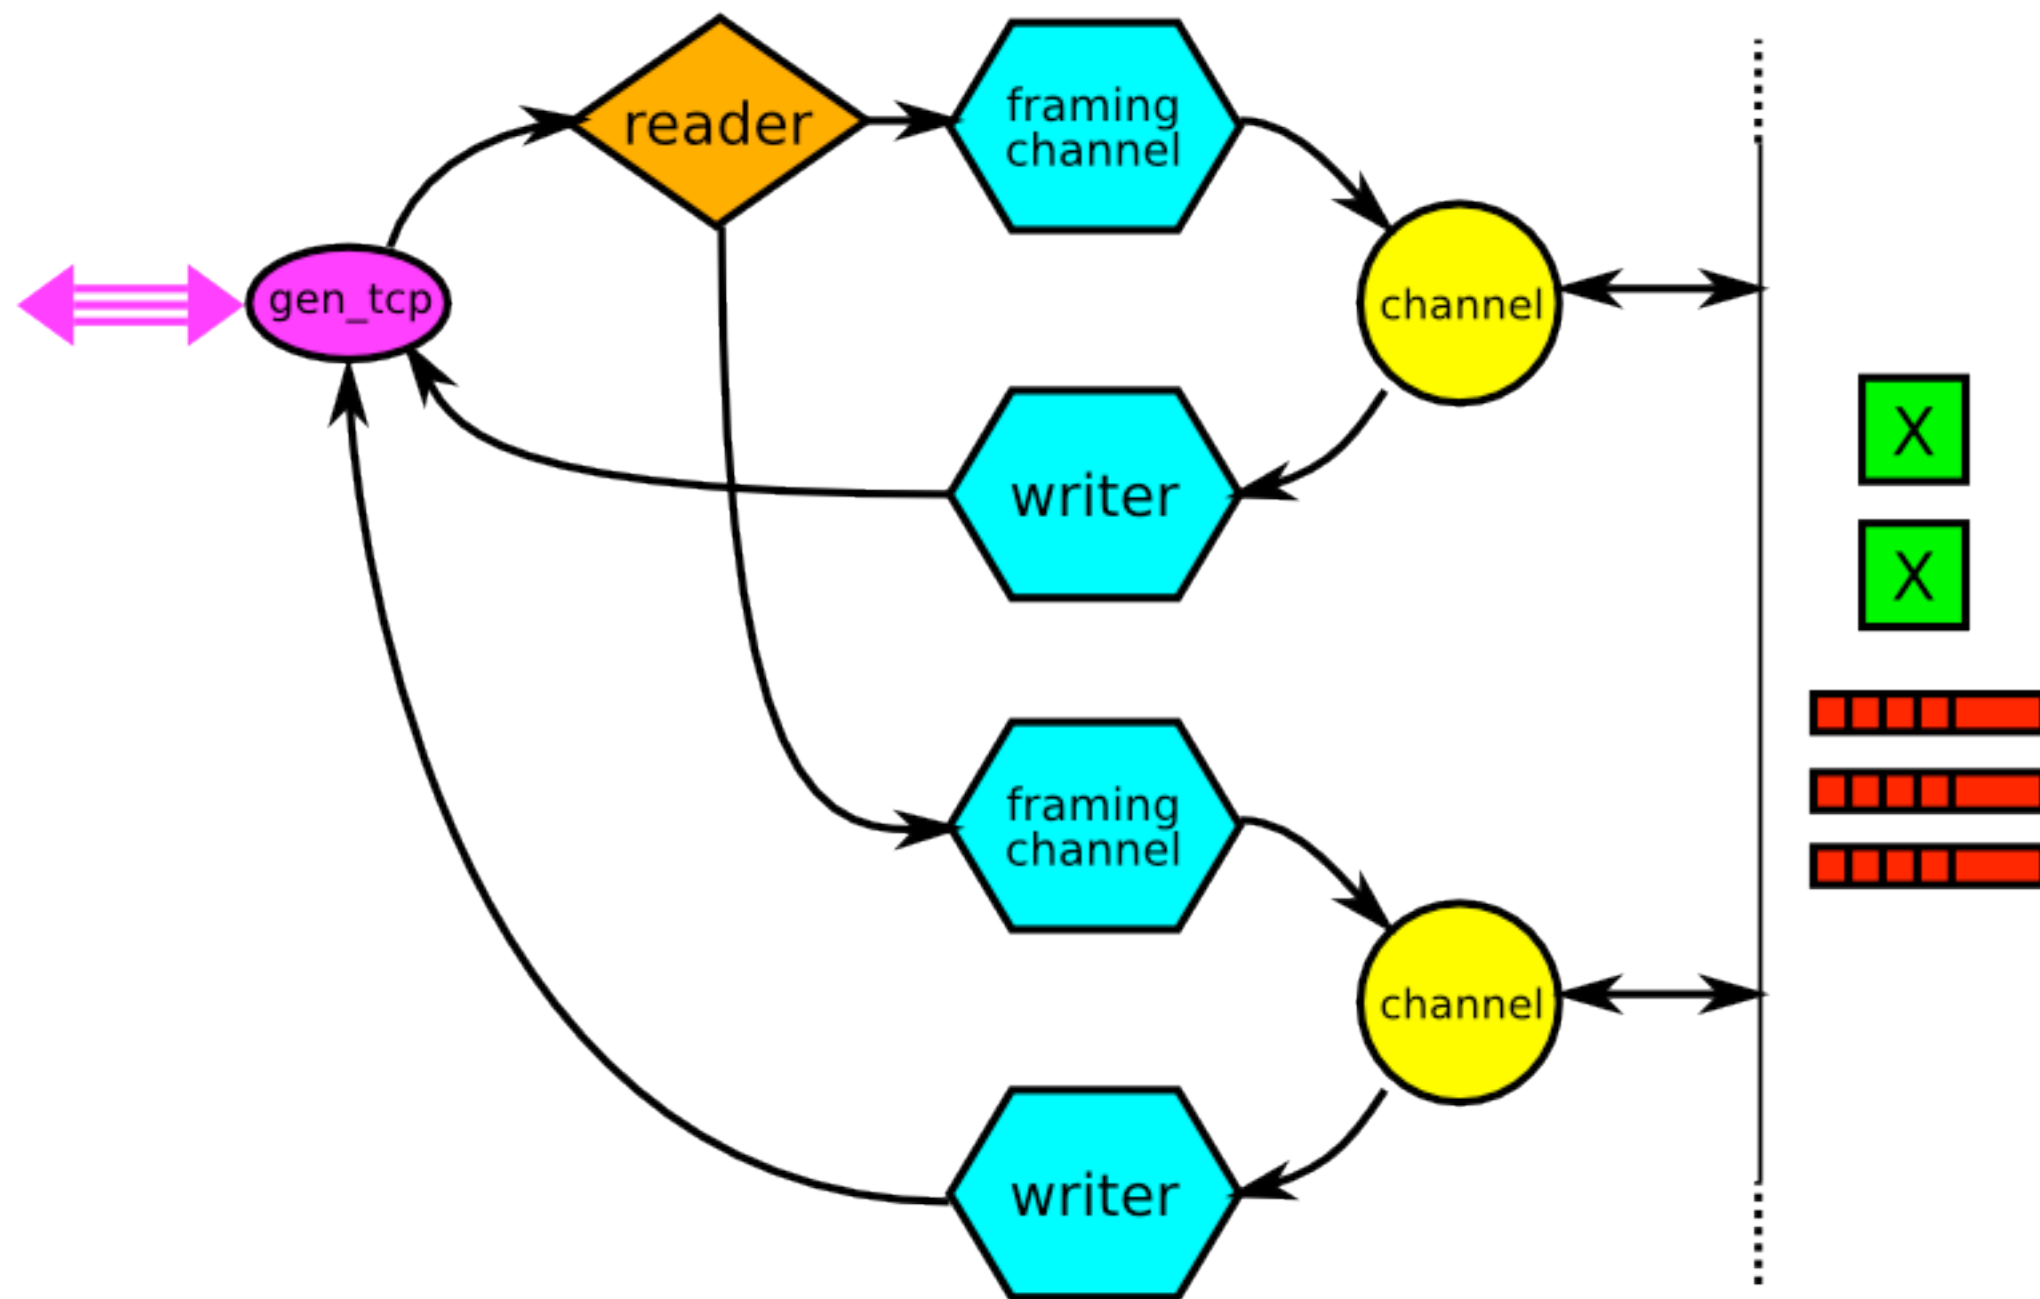 reader
framing
channel
gen_tcp
channel
X
writer
X
framing
channel
channel
writer